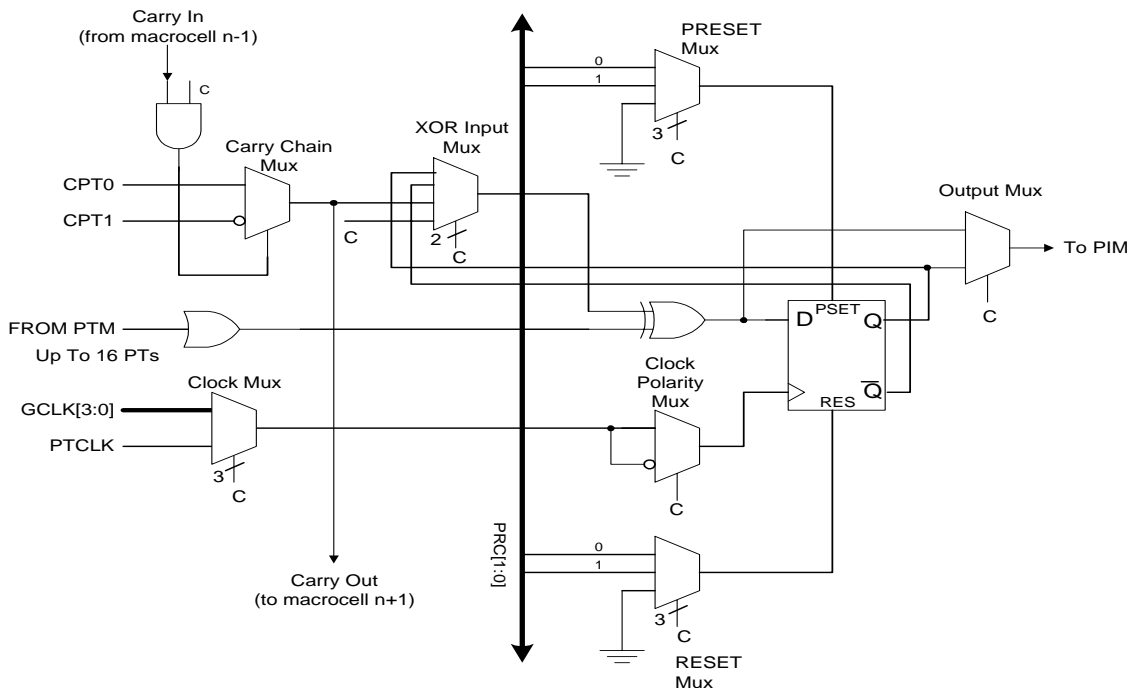 Carry In
(from macrocell n-1)
C
PRESET
Mux
0
1
3
C
XOR Input
Mux
Carry Chain
Mux
CPT0
CPT1
C
2
C
Output Mux
To PIM
C
FROM PTM
Up To 16 PTs
PSET
D
Q
Q̅
RES
Clock
Polarity
Mux
C
Clock Mux
GCLK[3:0]
PTCLK
3
C
PRC[1:0]
0
1
3
C
RESET
Mux
Carry Out
(to macrocell n+1)